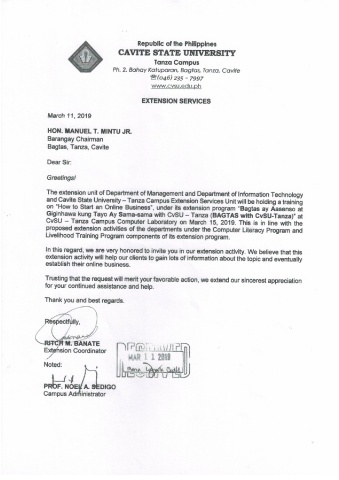 Republic of the Philippines
CAVITE STATE UNIVERSITY
Tanza Campus
Ph. 2, Bahay Katuparan, Bagtas, Tanza, Cavite
☎(046) 235 - 7997
www.cvsu.edu.ph
EXTENSION SERVICES
March 11, 2019
HON. MANUEL T. MINTU JR.
Barangay Chairman
Bagtas, Tanza, Cavite
Dear Sir:
Greetings!
The extension unit of Department of Management and Department of Information Technology
and Cavite State University – Tanza Campus Extension Services Unit will be holding a training
on "How to Start an Online Business", under its extension program "Bagtas ay Aasenso at
Giginhawa kung Tayo Ay Sama-sama with CvSU – Tanza (BAGTAS with CvSU-Tanza)" at
CvSU – Tanza Campus Computer Laboratory on March 15, 2019. This is in line with the
proposed extension activities of the departments under the Computer Literacy Program and
Livelihood Training Program components of its extension program.
In this regard, we are very honored to invite you in our extension activity. We believe that this
extension activity will help our clients to gain lots of information about the topic and eventually
establish their online business.
Trusting that the request will merit your favorable action, we extend our sincerest appreciation
for your continued assistance and help.
Thank you and best regards.
Respectfully,
RITCH M. BANATE
Extension Coordinator
MAR 11 2019
Noted:
PROF. NOEL A. SEDIGO
Campus Administrator